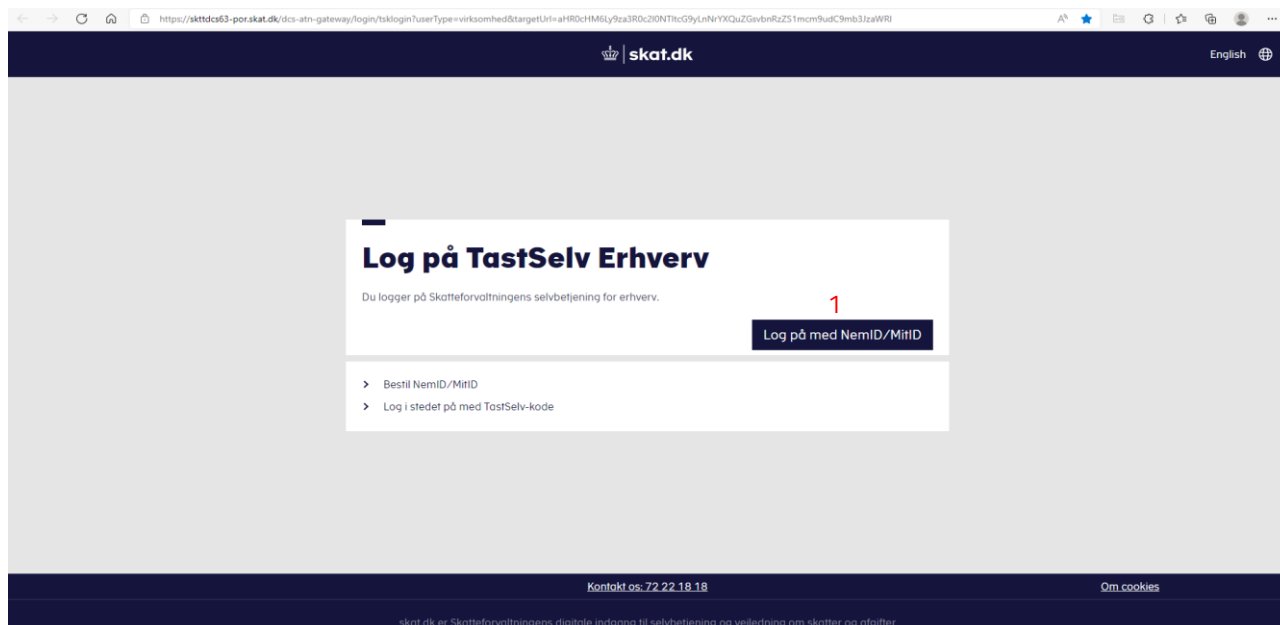 https://skttdcs63-por.skat.dk/dcs-atn-gateway/login/tsklogin?userType=virksomhed&targetUrl=aHR0cHM6Ly9za3R0c2I0NTItcG9yLnNrYXQuZGsvbnRzZS1mcm9udC9mb3JzaWRl
skat.dk
English
Log på TastSelv Erhverv
Du logger på Skatteforvaltningens selvbetjening for erhverv.
1
Log på med NemID/MitID
Bestil NemID/MitID
Log i stedet på med TastSelv-kode
Kontakt os: 72 22 18 18
Om cookies
skat.dk er Skatteforvaltningens digitale indgang til selvbetjening og vejledning om skatter og afgifter